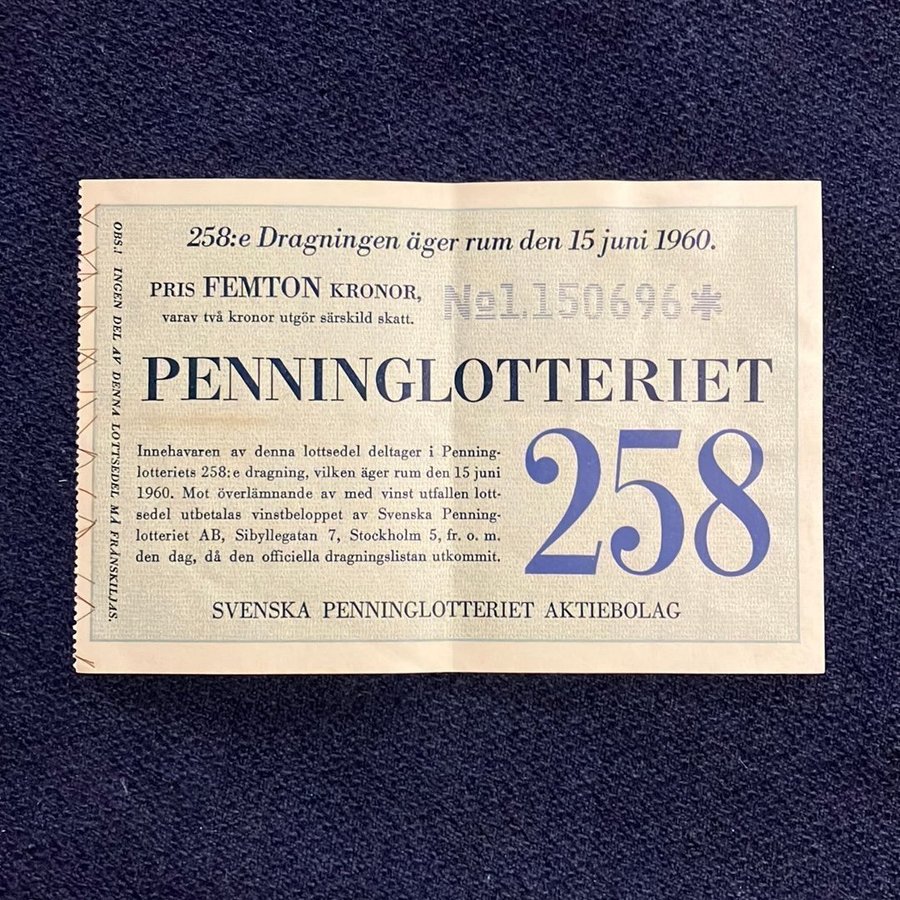 258:e Dragningen äger rum den 15 juni 1960.
PRIS FEMTON KRONOR,
varav två kronor utgör särskild skatt.
No1.150696*
PENNINGLOTTERIET
Innehavaren av denna lottsedel deltager i Penning-
lotteriets 258:e dragning, vilken äger rum den 15 juni
1960. Mot överlämnande av med vinst utfallen lott-
sedel utbetalas vinstbeloppet av Svenska Penning-
lotteriet AB, Sibyllegatan 7, Stockholm 5, fr. o. m.
den dag, då den officiella dragningslistan utkommit.
258
SVENSKA PENNINGLOTTERIET AKTIEBOLAG
OBS.! INGEN DEL AV DENNA LOTTSEDEL MÅ FRÅNSKILJAS.